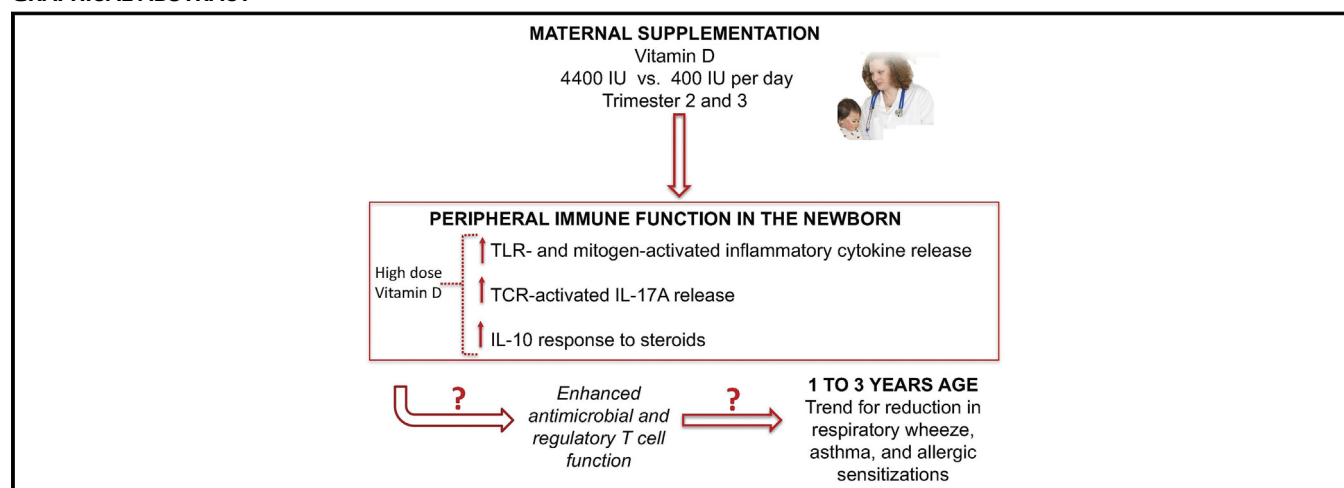 GRAPHICAL ABSTRACT
MATERNAL SUPPLEMENTATION
Vitamin D
4400 IU vs. 400 IU per day
Trimester 2 and 3
PERIPHERAL IMMUNE FUNCTION IN THE NEWBORN
TLR- and mitogen-activated inflammatory cytokine release
High dose
Vitamin D
TCR-activated IL-17A release
IL-10 response to steroids
?
Enhanced
antimicrobial and
regulatory T cell
function
?
1 TO 3 YEARS AGE
Trend for reduction in
respiratory wheeze,
asthma, and allergic
sensitizations